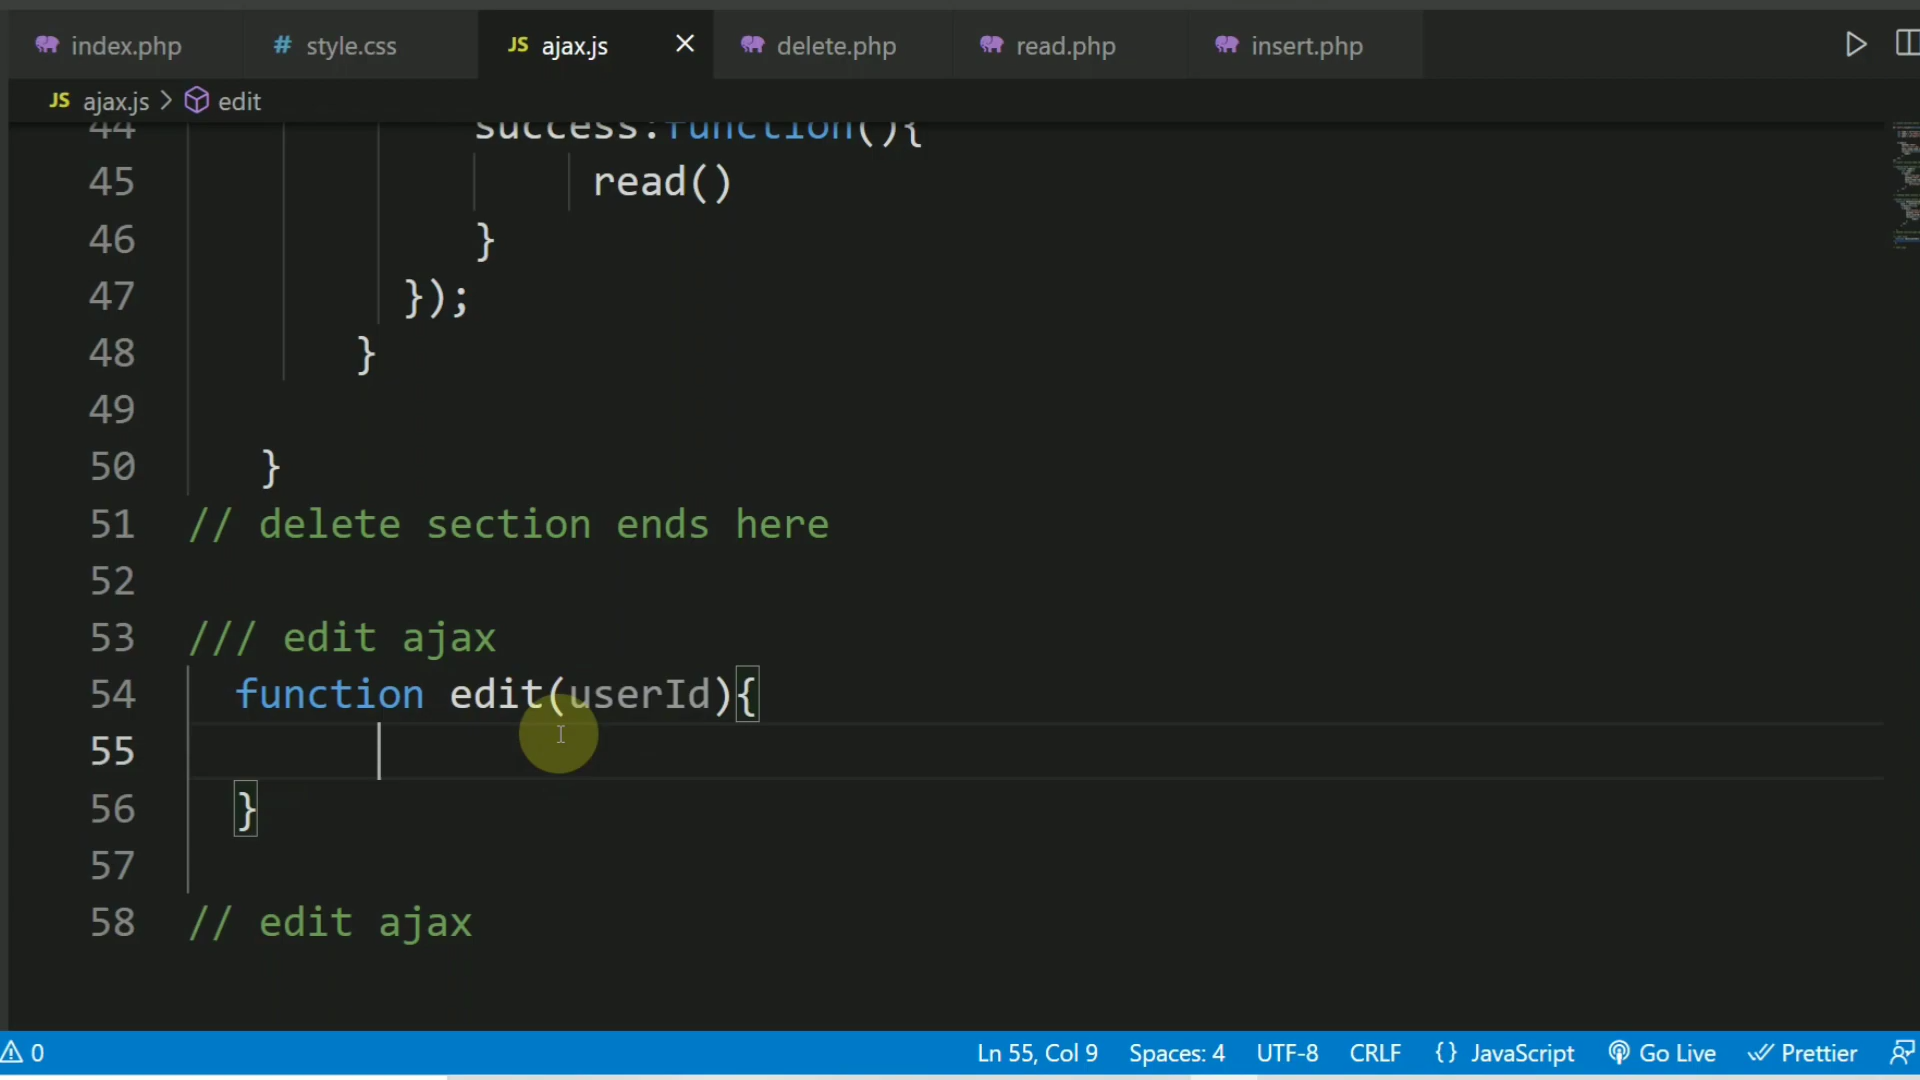 index.php # style.css JS ajax.js delete.php read.php insert.php
JS ajax.js > edit
44 success:function(){
45 read()
46 }
47 });
48 }
49
50 }
51 // delete section ends here
52
53 /// edit ajax
54 function edit(userId){
55
56 }
57
58 // edit ajax
0 Ln 55, Col 9 Spaces: 4 UTF-8 CRLF {} JavaScript Go Live Prettier